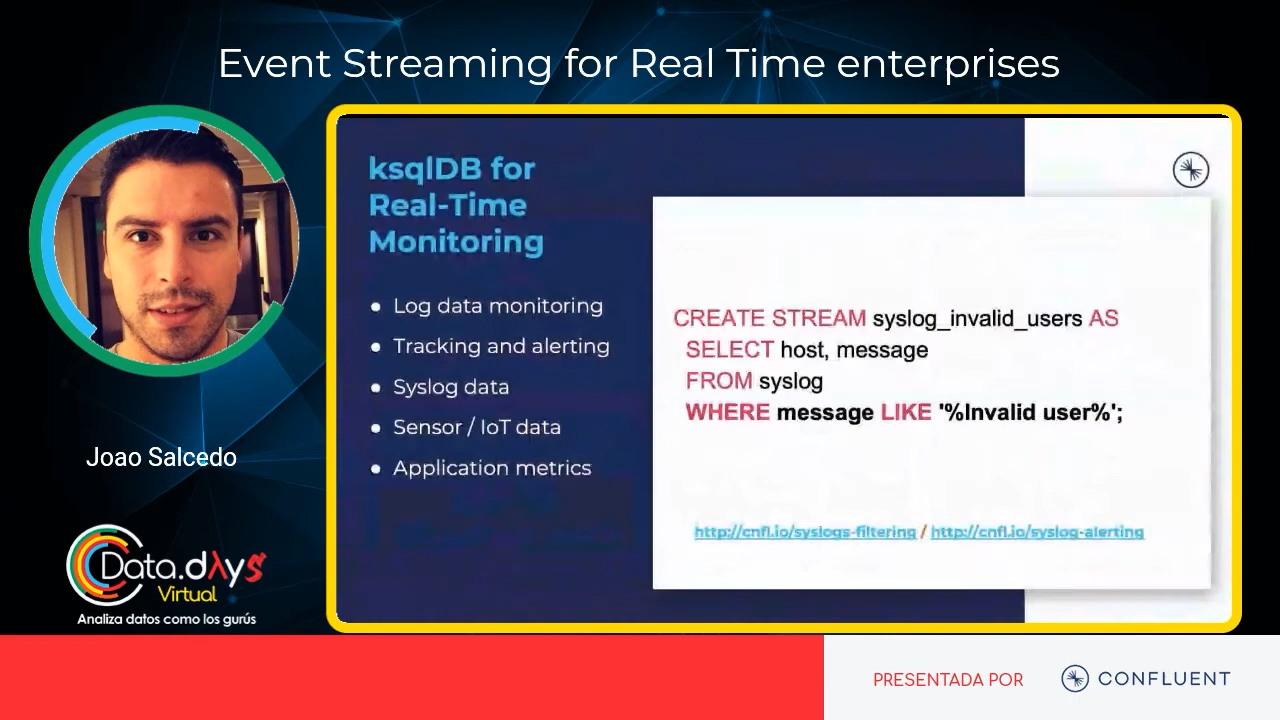 Event Streaming for Real Time enterprises
ksqlDB for
Real-Time
Monitoring
• Log data monitoring
• Tracking and alerting
• Syslog data
• Sensor / IoT data
• Application metrics
CREATE STREAM syslog_invalid_users AS
SELECT host, message
FROM syslog
WHERE message LIKE '%Invalid user%';
http://cnfl.io/syslogs-filtering / http://cnfl.io/syslog-alerting
Joao Salcedo
Data.dAyS
Virtual
Analiza datos como los gurús
PRESENTADA POR
CONFLUENT